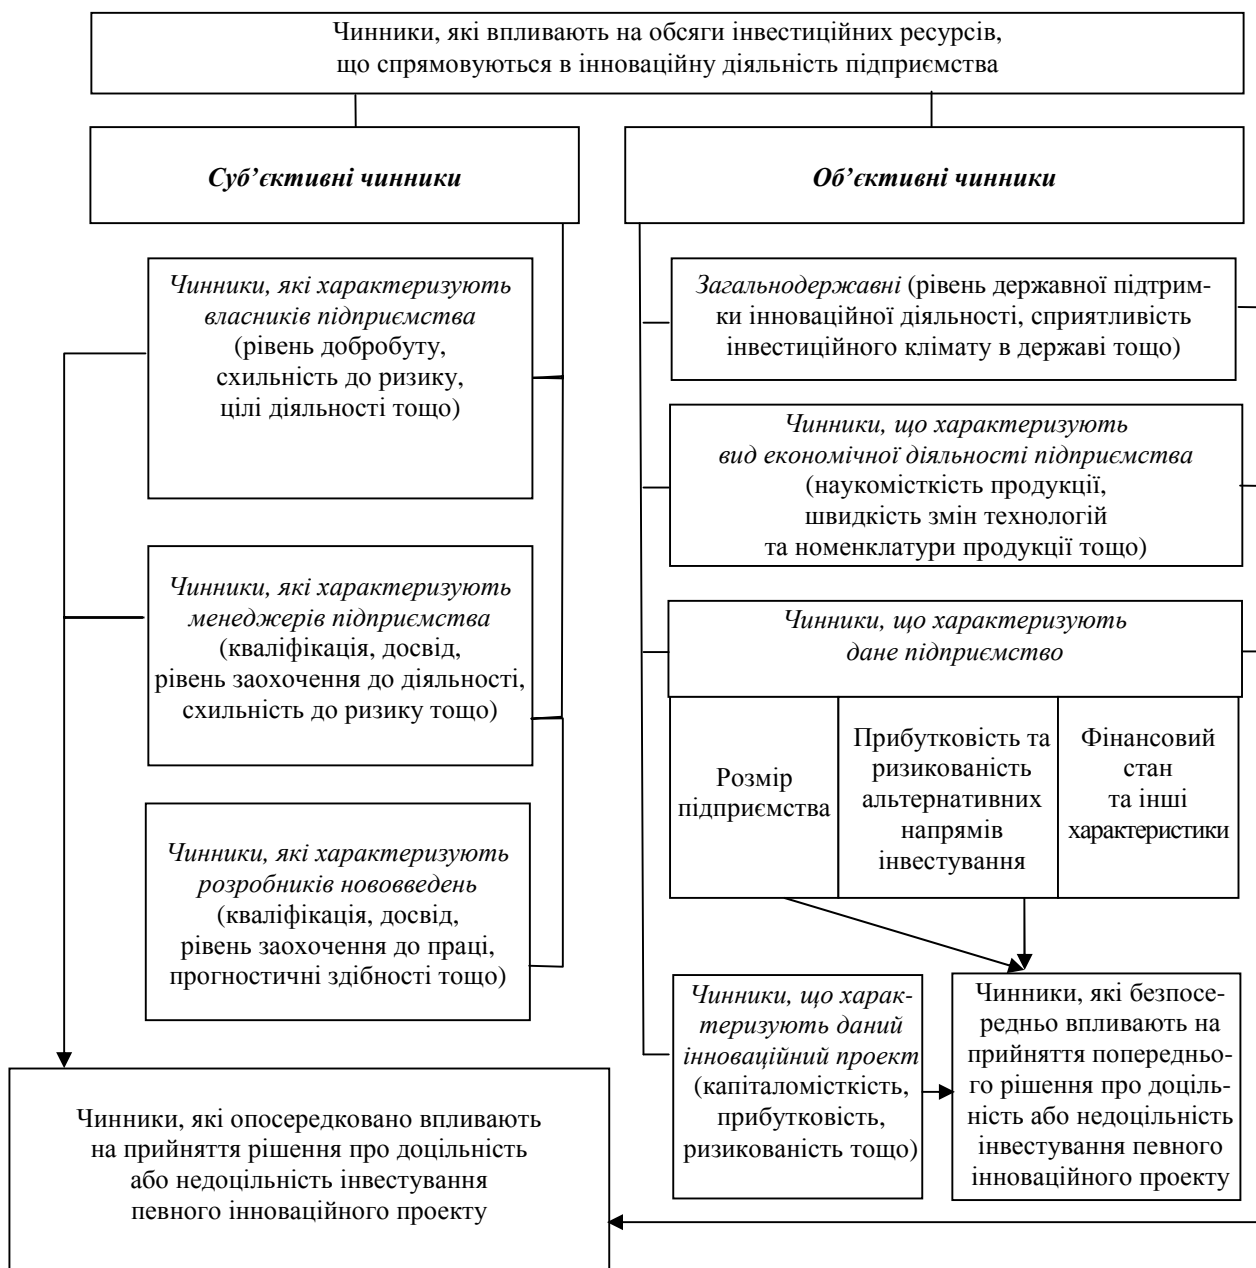 Чинники, які впливають на обсяги інвестиційних ресурсів,
що спрямовуються в інноваційну діяльність підприємства
Суб’єктивні чинники
Об’єктивні чинники
Чинники, які характеризують
власників підприємства
(рівень добробуту,
схильність до ризику,
цілі діяльності тощо)
Чинники, які характеризують
менеджерів підприємства
(кваліфікація, досвід,
рівень заохочення до діяльності,
схильність до ризику тощо)
Чинники, які характеризують
розробників нововведень
(кваліфікація, досвід,
рівень заохочення до праці,
прогностичні здібності тощо)
Чинники, які опосередковано впливають
на прийняття рішення про доцільність
або недоцільність інвестування
певного інноваційного проекту
Загальнодержавні (рівень державної підтрим-
ки інноваційної діяльності, сприятливість
інвестиційного клімату в державі тощо)
Чинники, що характеризують
вид економічної діяльності підприємства
(наукомісткість продукції,
швидкість змін технологій
та номенклатури продукції тощо)
Чинники, що характеризують
дане підприємство
Розмір
підприємства
Прибутковість та
ризикованість
альтернативних
напрямів
інвестування
Фінансовий
стан
та інші
характеристики
Чинники, що харак-
теризують даний
інноваційний проект
(капіталомісткість,
прибутковість,
ризикованість тощо)
Чинники, які безпосе-
редньо впливають на
прийняття попередньо-
го рішення про доціль-
ність або недоцільність
інвестування певного
інноваційного проекту